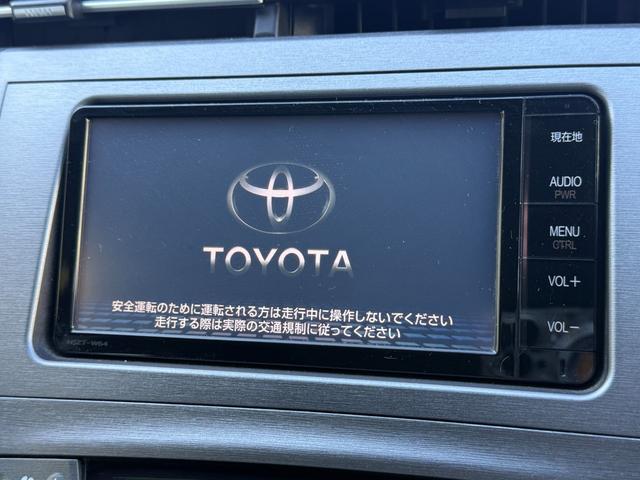 現在地
AUDIO
PWR
MENU
CTRL
VOL+
VOL-
TOYOTA
安全運転のために運転される方は走行中に操作しないでください
走行する際は実際の交通規制に従ってください
NSZT-W64